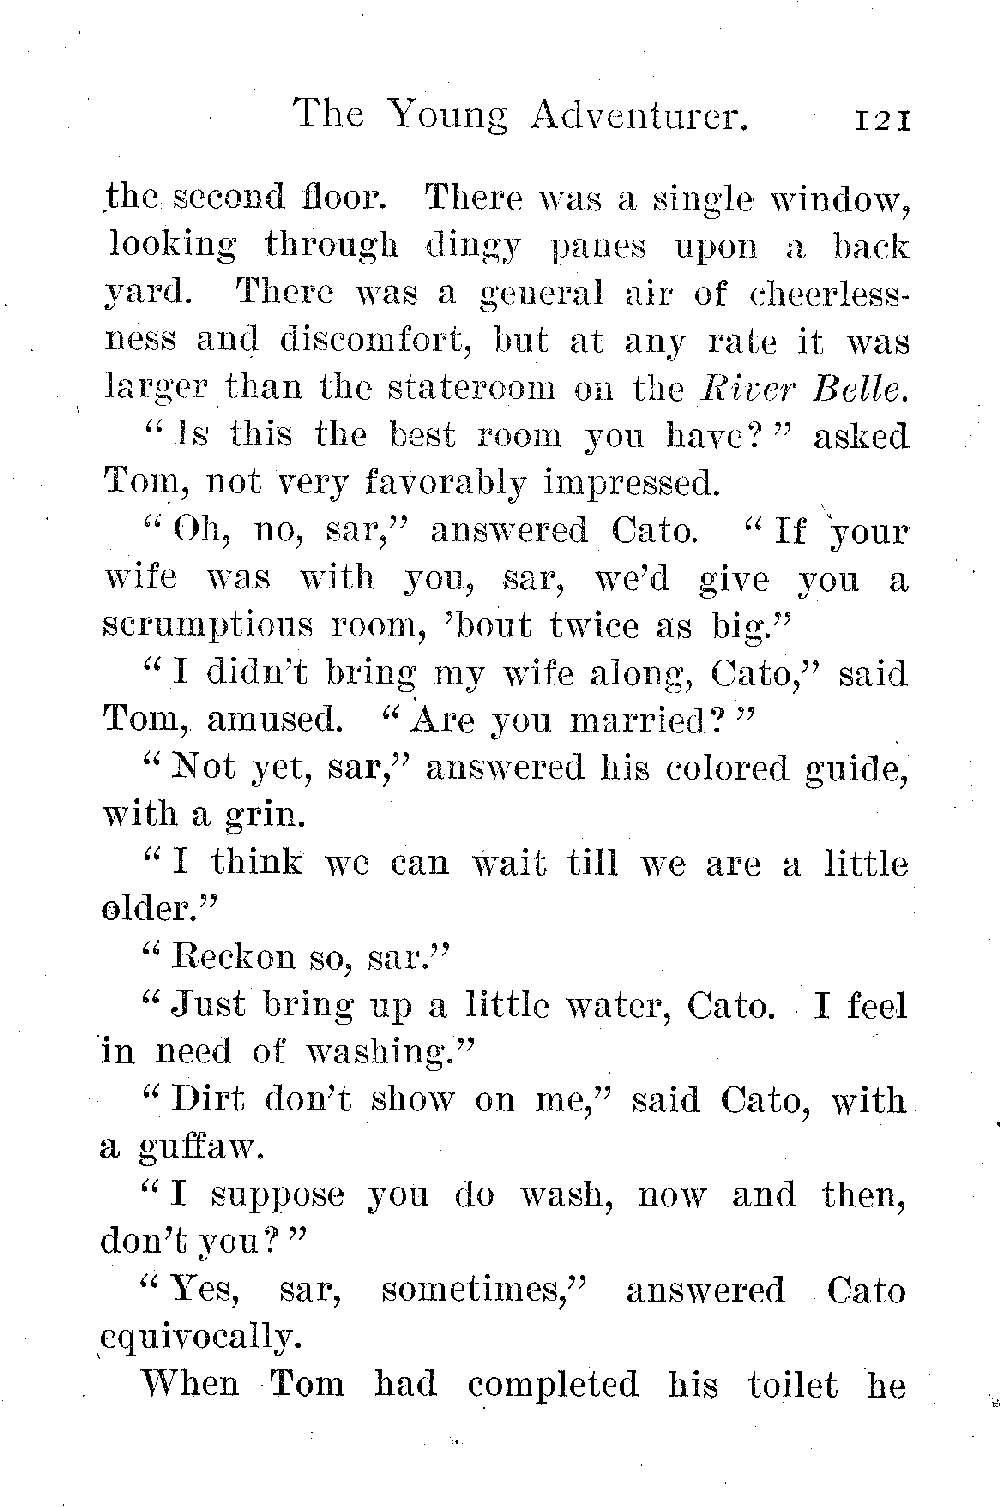 The Young Adventurer. 121
the second floor. There was a single window,
looking through dingy panes upon a back
yard. There was a general air of cheerless-
ness and discomfort, but at any rate it was
larger than the stateroom on the River Belle.
“Is this the best room you have?” asked
Tom, not very favorably impressed.
“Oh, no, sar,” answered Cato. “If your
wife was with you, sar, we’d give you a
scrumptious room, ’bout twice as big.”
“I didn’t bring my wife along, Cato,” said
Tom, amused. “Are you married?”
“Not yet, sar,” answered his colored guide,
with a grin.
“I think we can wait till we are a little
older.”
“Reckon so, sar.”
“Just bring up a little water, Cato. I feel
in need of washing.”
“Dirt don’t show on me,” said Cato, with
a guffaw.
“I suppose you do wash, now and then,
don’t you?”
“Yes, sar, sometimes,” answered Cato
equivocally.
When Tom had completed his toilet he